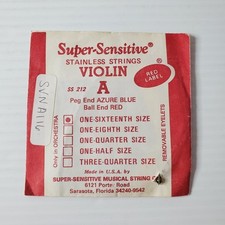 Super-Sensitive®
STAINLESS STRINGS
VIOLIN
RED LABEL
SS 212
A
Peg End AZURE BLUE
Ball End RED
SVNA116
Only in ORCHESTRA
ONE-SIXTEENTH SIZE
ONE-EIGHTH SIZE
ONE-QUARTER SIZE
ONE-HALF SIZE
THREE-QUARTER SIZE
REMOVABLE EYELETS
Made in U.S.A. by
SUPER-SENSITIVE MUSICAL STRING
6121 Porter Road
Sarasota, Florida 34240-9542